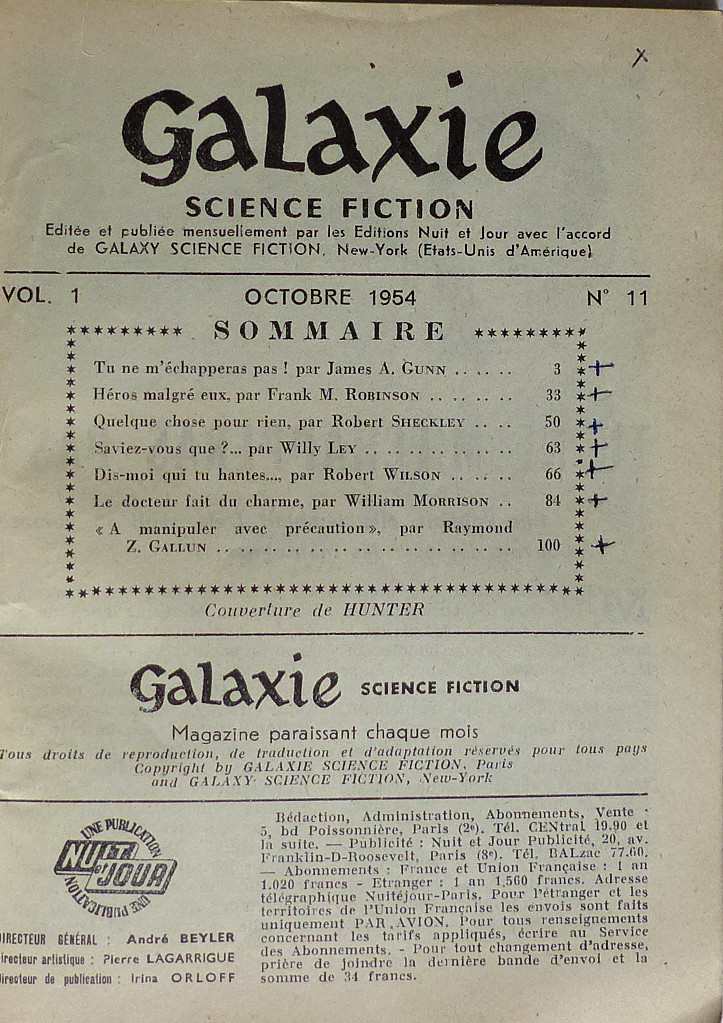 x
Galaxie
SCIENCE FICTION
Editée et publiée mensuellement par les Editions Nuit et Jour avec l'accord
de GALAXY SCIENCE FICTION, New-York (Etats-Unis d'Amérique)
VOL. 1 OCTOBRE 1954 N° 11
SOMMAIRE
Tu ne m'échapperas pas ! par James A. GUNN ...... 3
Héros malgré eux, par Frank M. ROBINSON ........ 33
Quelque chose pour rien, par Robert SHECKLEY .... 50
Saviez-vous que ?... par Willy LEY .............. 63
Dis-moi qui tu hantes..., par Robert WILSON ...... 66
Le docteur fait du charme, par William MORRISON .. 84
« A manipuler avec précaution », par Raymond
Z. GALLUN ............................ 100
Couverture de HUNTER
Galaxie SCIENCE FICTION
Magazine paraissant chaque mois
Tous droits de reproduction, de traduction et d'adaptation réservés pour tous pays
Copyright by GALAXIE SCIENCE FICTION, Paris
and GALAXY SCIENCE FICTION, New-York
UNE PUBLICATION
NUIT ET JOUR
UNE PUBLICATION
DIRECTEUR GÉNÉRAL : André BEYLER
Directeur artistique : Pierre LAGARRIGUE
Directeur de publication : Irina ORLOFF
Rédaction, Administration, Abonnements, Vente :
5, bd Poissonnière, Paris (2e). Tél. CENtral 19.90 et
la suite. — Publicité : Nuit et Jour Publicité, 20, av.
Franklin-D-Roosevelt, Paris (8e). Tél. BALzac 77.60.
— Abonnements : France et Union Française : 1 an
1.020 francs - Etranger : 1 an 1.560 francs. Adresse
télégraphique Nuitéjour-Paris. Pour l'étranger et les
territoires de l'Union Française les envois sont faits
uniquement PAR AVION. Pour tous renseignements
concernant les tarifs appliqués, écrire au Service
des Abonnements. - Pour tout changement d'adresse,
prière de joindre la dernière bande d'envoi et la
somme de 34 francs.